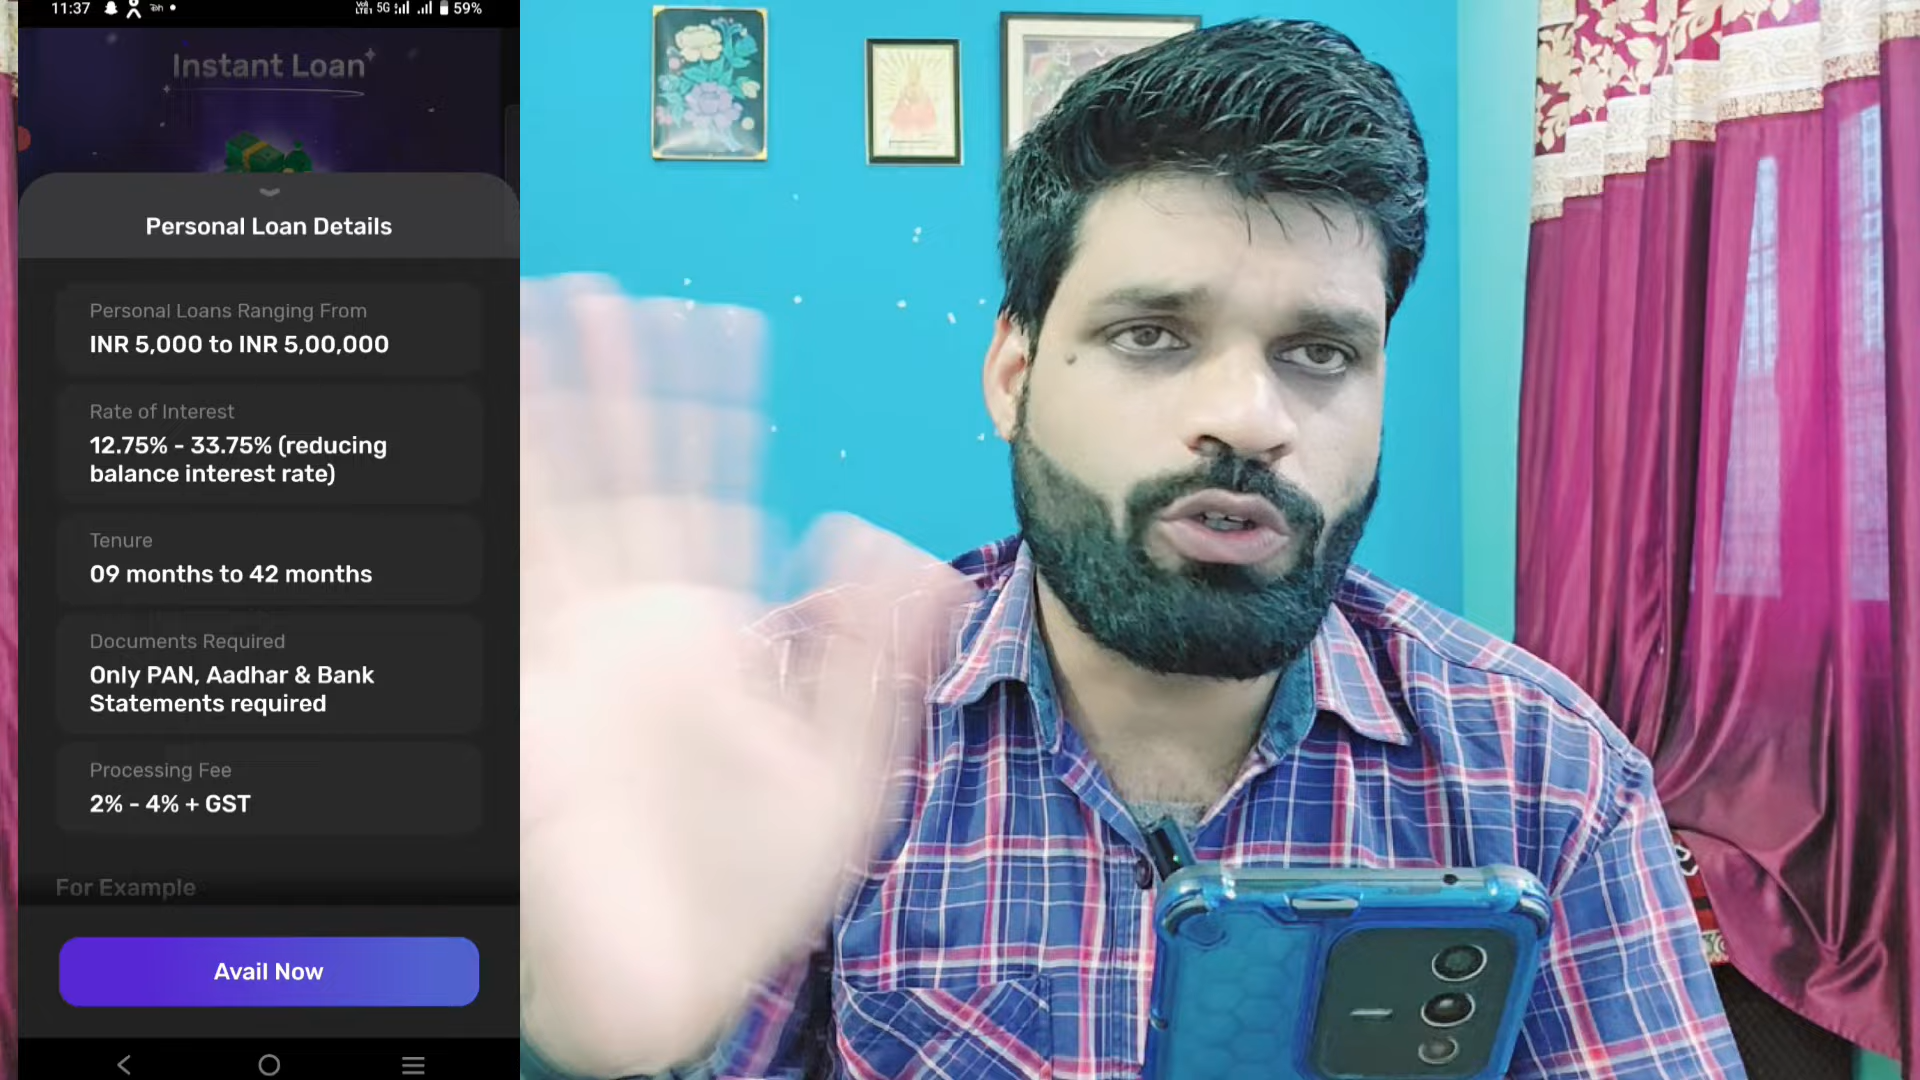 11:37
5G 59%
Instant Loan
Personal Loan Details
Personal Loans Ranging From
INR 5,000 to INR 5,00,000
Rate of Interest
12.75% - 33.75% (reducing
balance interest rate)
Tenure
09 months to 42 months
Documents Required
Only PAN, Aadhar & Bank
Statements required
Processing Fee
2% - 4% + GST
For Example
Avail Now